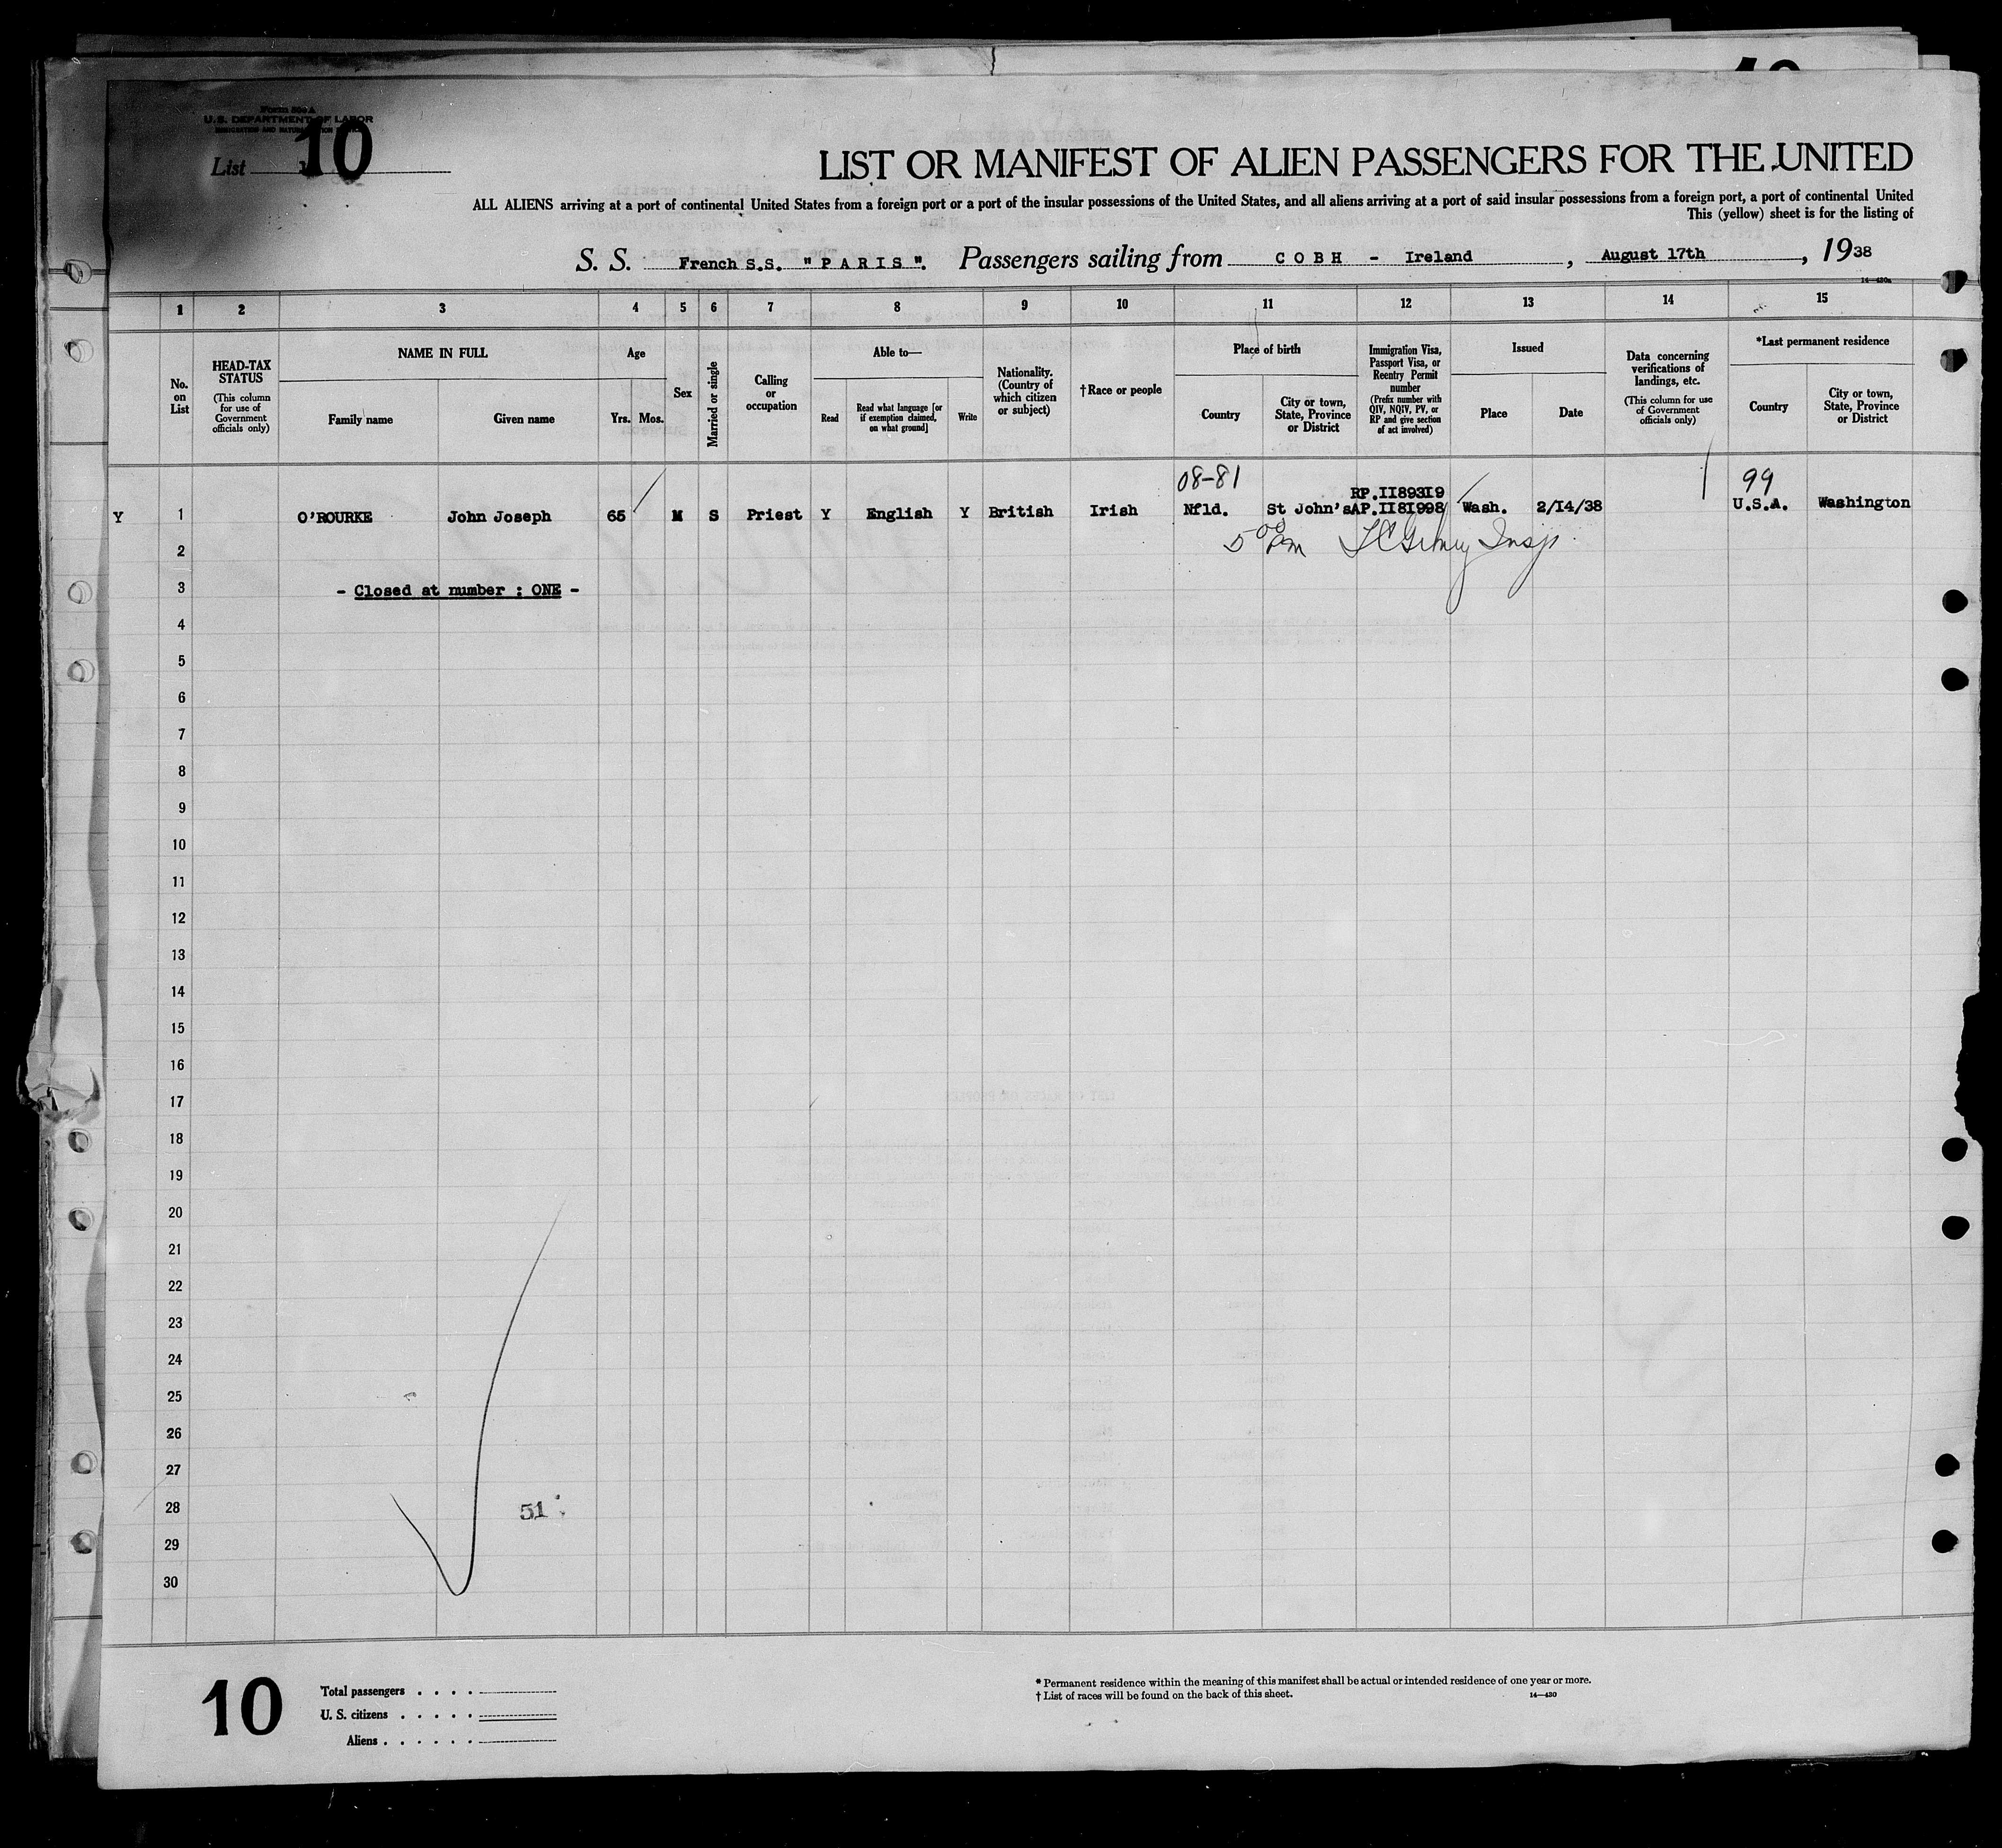 10
Form 500 A
U.S. DEPARTMENT OF LABOR
IMMIGRATION AND NATURALIZATION
List 10
LIST OR MANIFEST OF ALIEN PASSENGERS FOR THE UNITED
ALL ALIENS arriving at a port of continental United States from a foreign port or a port of the insular possessions of the United States, and all aliens arriving at a port of said insular possessions from a foreign port, a port of continental United
This (yellow) sheet is for the listing of
S. S. French S.S. "PARIS". Passengers sailing from COBH - Ireland, August 17th, 1938
14—430a
1 2 3 4 5 6 7 8 9 10 11 12 13 14 15
No. on List
HEAD-TAX STATUS
(This column for use of Government officials only)
NAME IN FULL
Family name
Given name
Age
Yrs. Mos.
Sex
Married or single
Calling or occupation
Able to—
Read
Read what language [or if exemption claimed, on what ground]
Write
Nationality. (Country of which citizen or subject)
†Race or people
Place of birth
Country
City or town, State, Province or District
Immigration Visa, Passport Visa, or Reentry Permit number
(Prefix number with QIV, NQIV, PV, or RP and give section of act involved)
Issued
Place
Date
Data concerning verifications of landings, etc.
(This column for use of Government officials only)
*Last permanent residence
Country
City or town, State, Province or District
08-81 99
RP.II893I9
Y 1 O'ROURKE John Joseph 65 M S Priest Y English Y British Irish Nfld. St John's AP.II8I998 Wash. 2/I4/38 U.S.A. Washington
5 00 Pm Insp.
2
3 - Closed at number : ONE -
4
5
6
7
8
9
10
11
12
13
14
15
16
17
18
19
20
21
22
23
24
25
26
27
28 51
29
30
10
Total passengers . . . .
U. S. citizens . . . . .
Aliens . . . . . .
* Permanent residence within the meaning of this manifest shall be actual or intended residence of one year or more.
† List of races will be found on the back of this sheet.
14—430